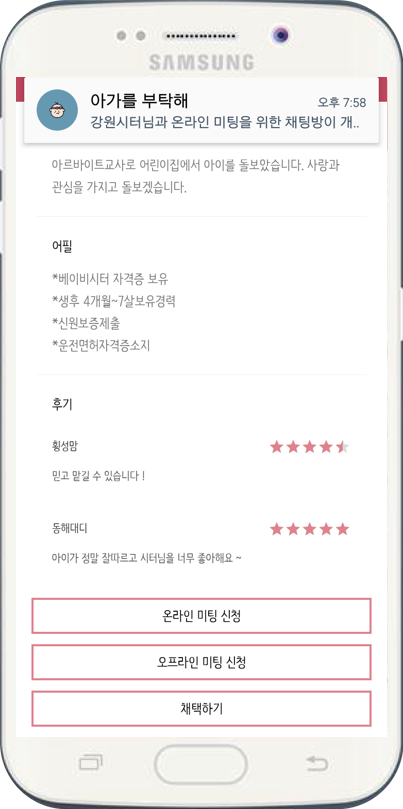 SAMSUNG
아가를 부탁해 오후 7:58
강원시터님과 온라인 미팅을 위한 채팅방이 개..
아르바이트교사로 어린이집에서 아이를 돌보았습니다. 사랑과
관심을 가지고 돌보겠습니다.
어필
*베이비시터 자격증 보유
*생후 4개월~7살보유경력
*신원보증제출
*운전면허자격증소지
후기
횡성맘
믿고 맡길 수 있습니다 !
동해대디
아이가 정말 잘따르고 시터님을 너무 좋아해요 ~
온라인 미팅 신청
오프라인 미팅 신청
채택하기